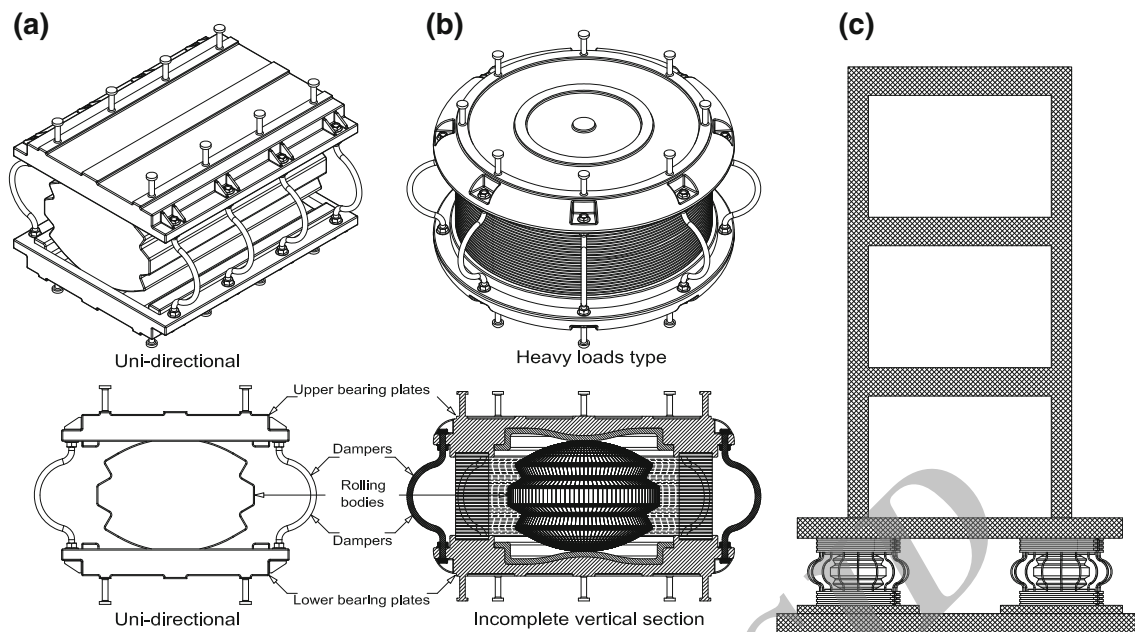 (a)
(b)
(c)
Uni-directional
Heavy loads type
Upper bearing plates
Dampers
Rolling
bodies
Dampers
Lower bearing plates
Uni-directional
Incomplete vertical section